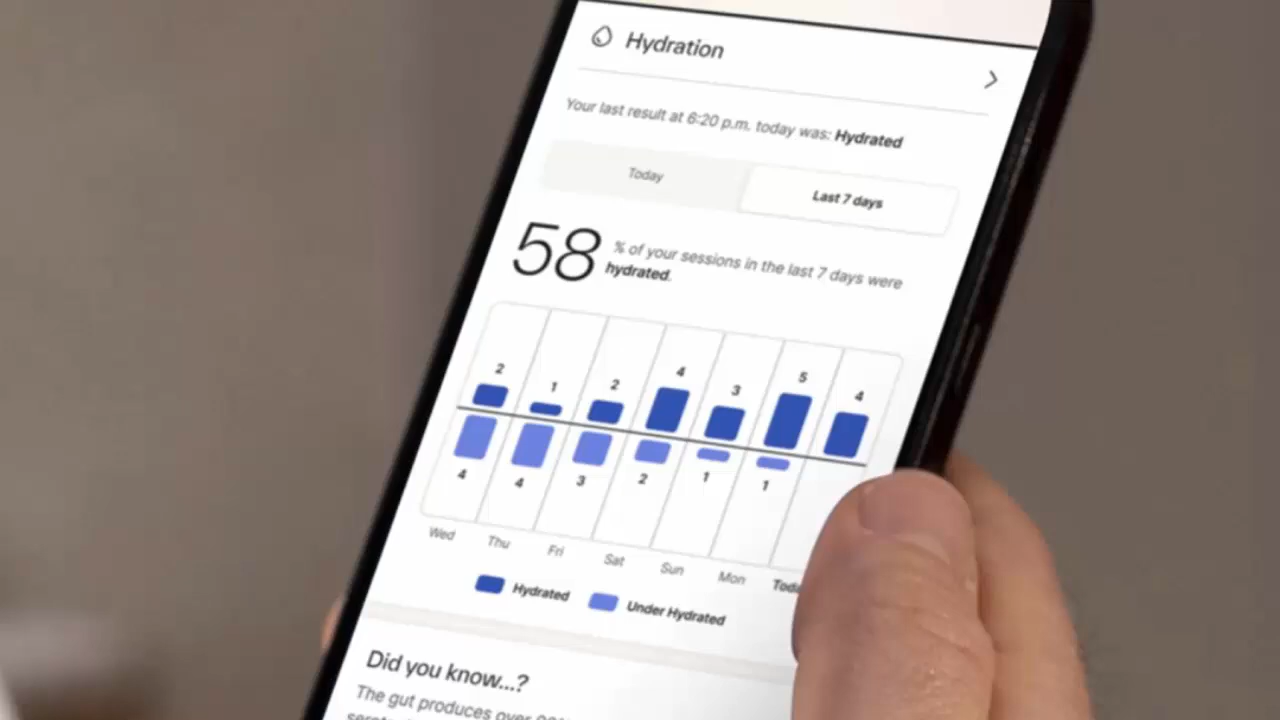 Hydration
Your last result at 6:20 p.m. today was: Hydrated
Today
Last 7 days
58
% of your sessions in the last 7 days were
hydrated.
2 1 2 4 3 5 4
4 4 3 2 1 1
Wed Thu Fri Sat Sun Mon
Hydrated Under Hydrated
Did you know...?
The gut produces over